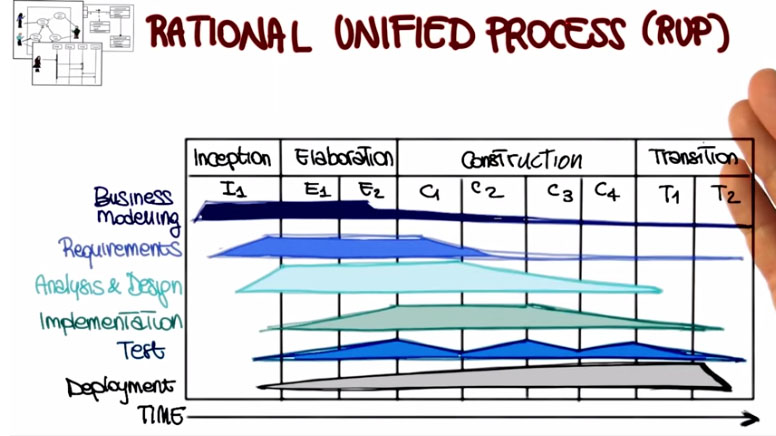 RATIONAL UNIFIED PROCESS (RUP)
Inception Elaboration Construction Transition
I1 E1 E2 C1 C2 C3 C4 T1 T2
Business
Modelling
Requirements
Analysis & Design
Implementation
Test
Deployment
TIME